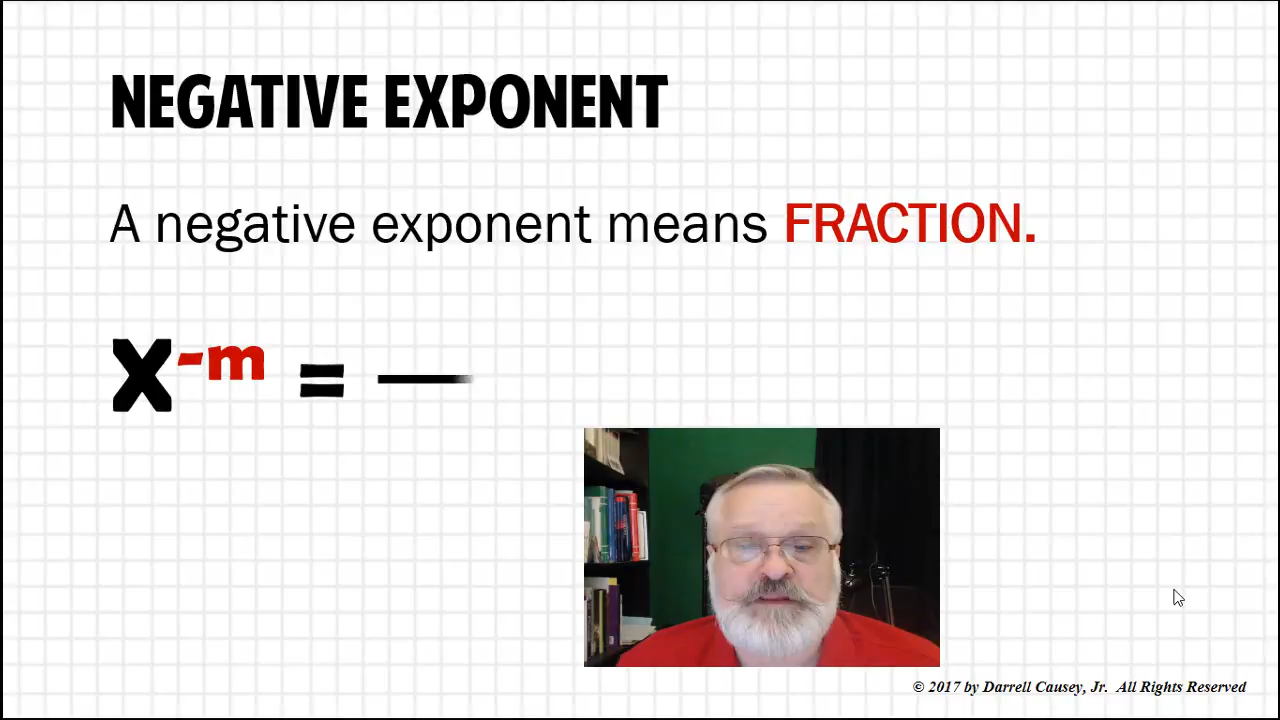 NEGATIVE EXPONENT
A negative exponent means FRACTION.
X^-m =
© 2017 by Darrell Causey, Jr. All Rights Reserved